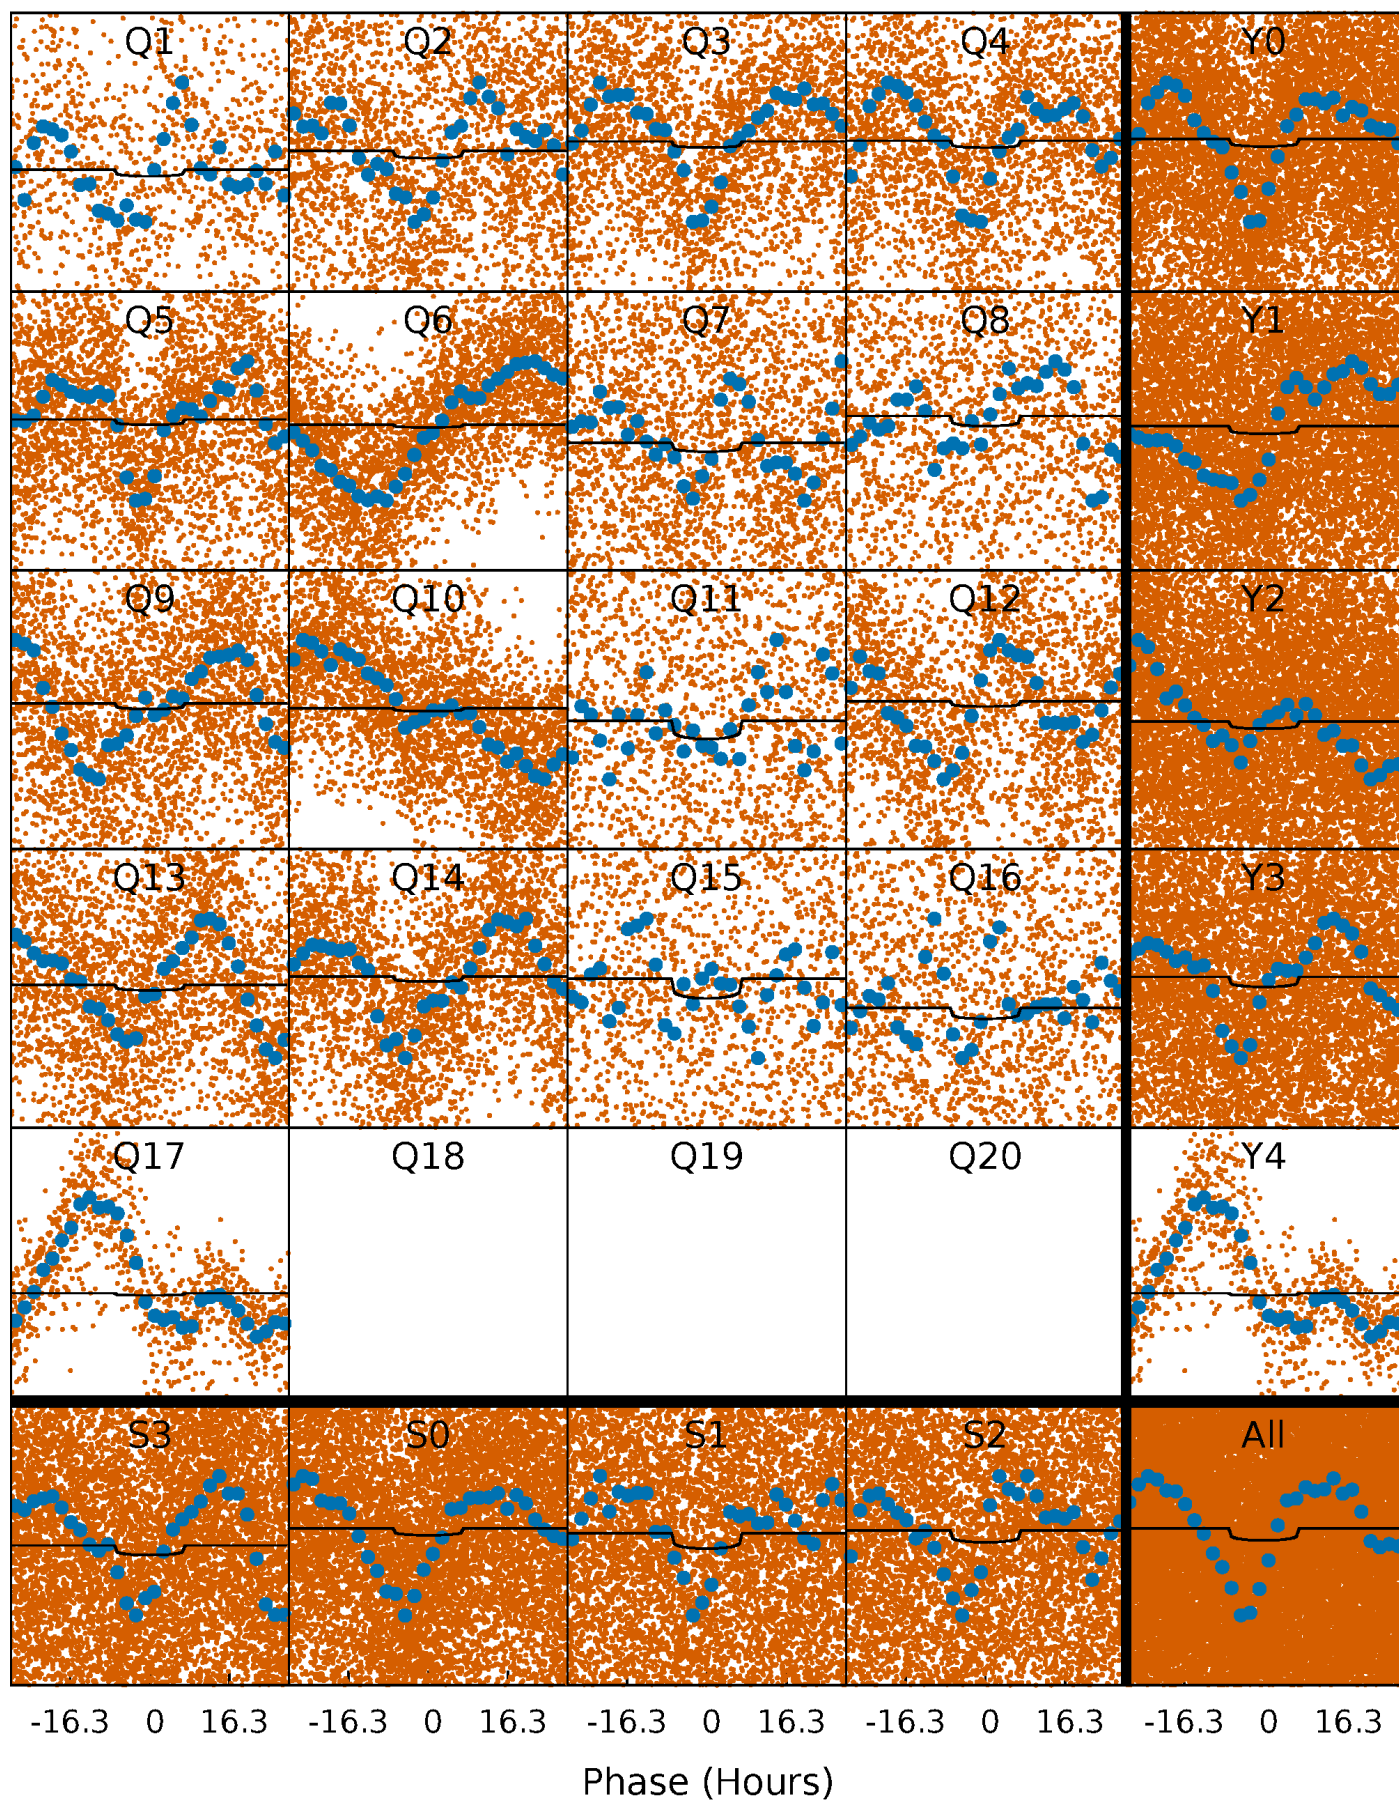 Q1 Q2 Q3 Q4 Y0
Q5 Q6 Q7 Q8 Y1
Q9 Q10 Q11 Q12 Y2
Q13 Q14 Q15 Q16 Y3
Q17 Q18 Q19 Q20 Y4
S3 S0 S1 S2 All
-16.3 0 16.3 -16.3 0 16.3 -16.3 0 16.3 -16.3 0 16.3 -16.3 0 16.3
Phase (Hours)